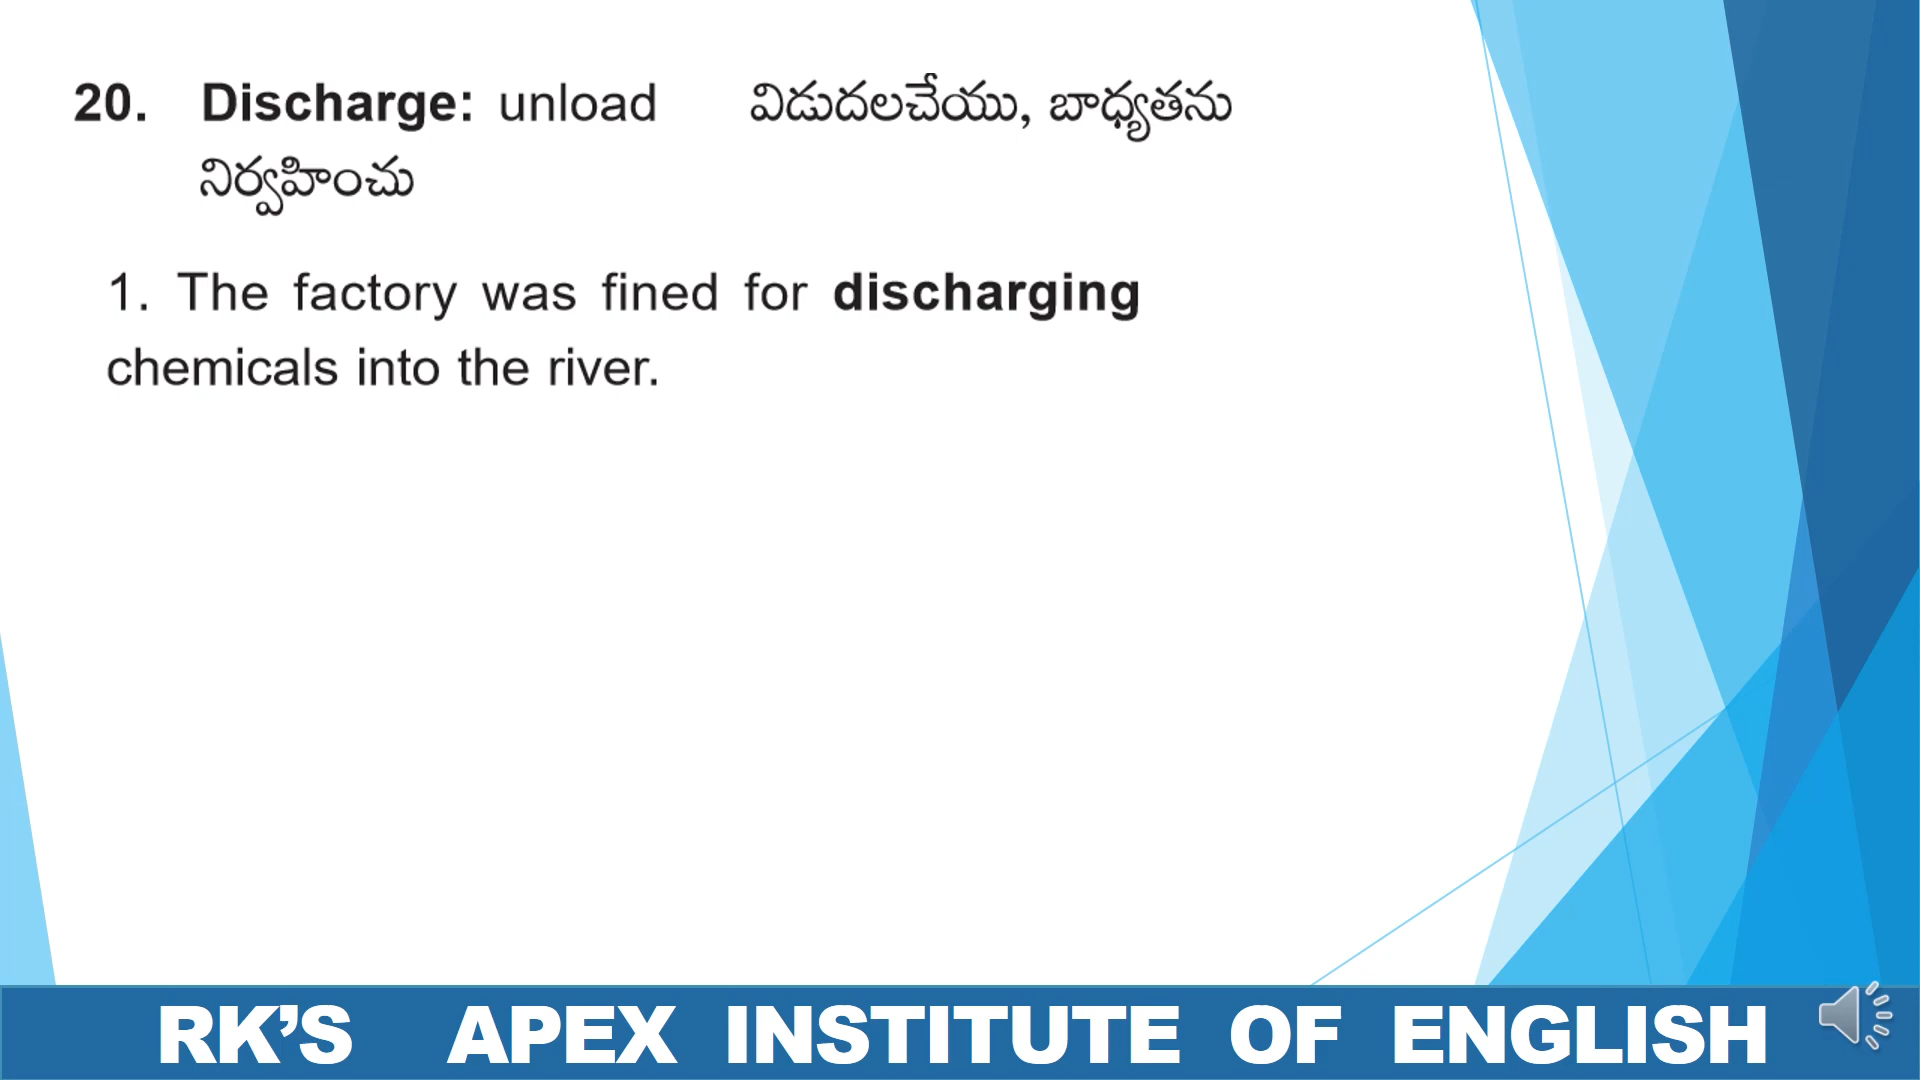 20. Discharge: unload విడుదలచేయు, బాధ్యతను
నిర్వహించు
1. The factory was fined for discharging
chemicals into the river.
RK’S APEX INSTITUTE OF ENGLISH